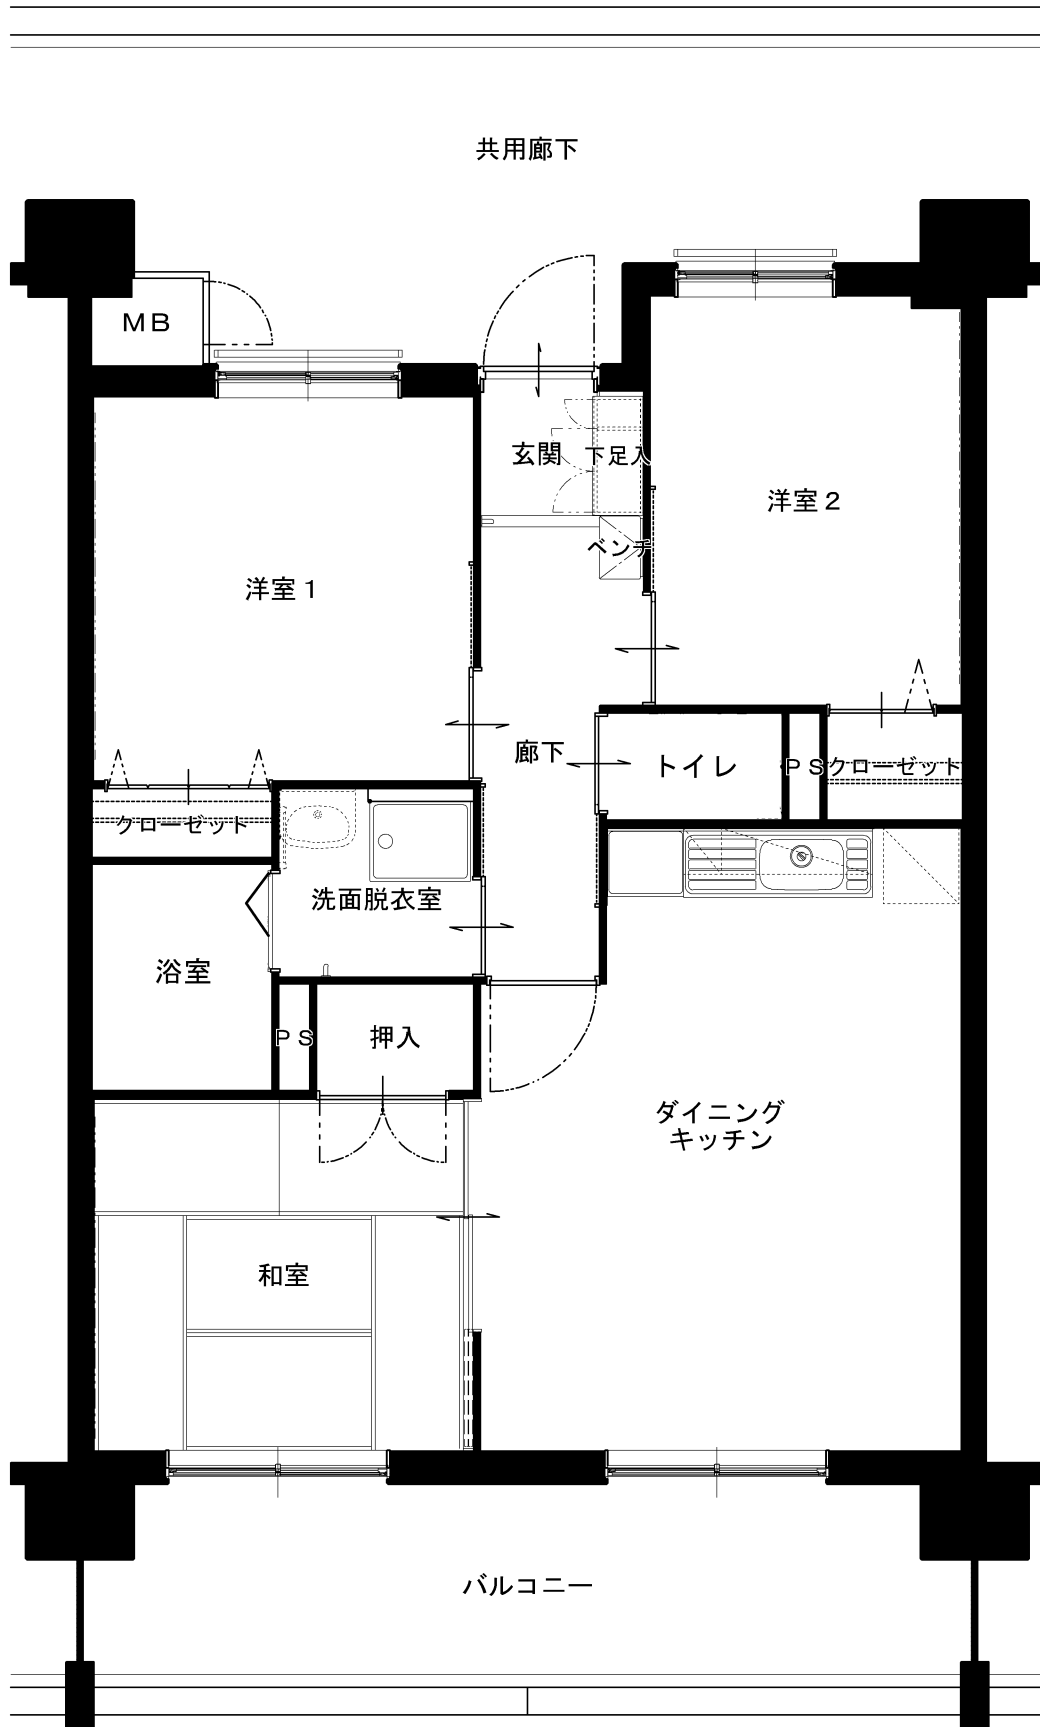 共用廊下
ＭＢ
玄関
下足入
洋室２
ベンチ
洋室１
廊下
トイレ
ＰＳ
クローゼット
クローゼット
洗面脱衣室
浴室
ＰＳ
押入
ダイニング
キッチン
和室
バルコニー